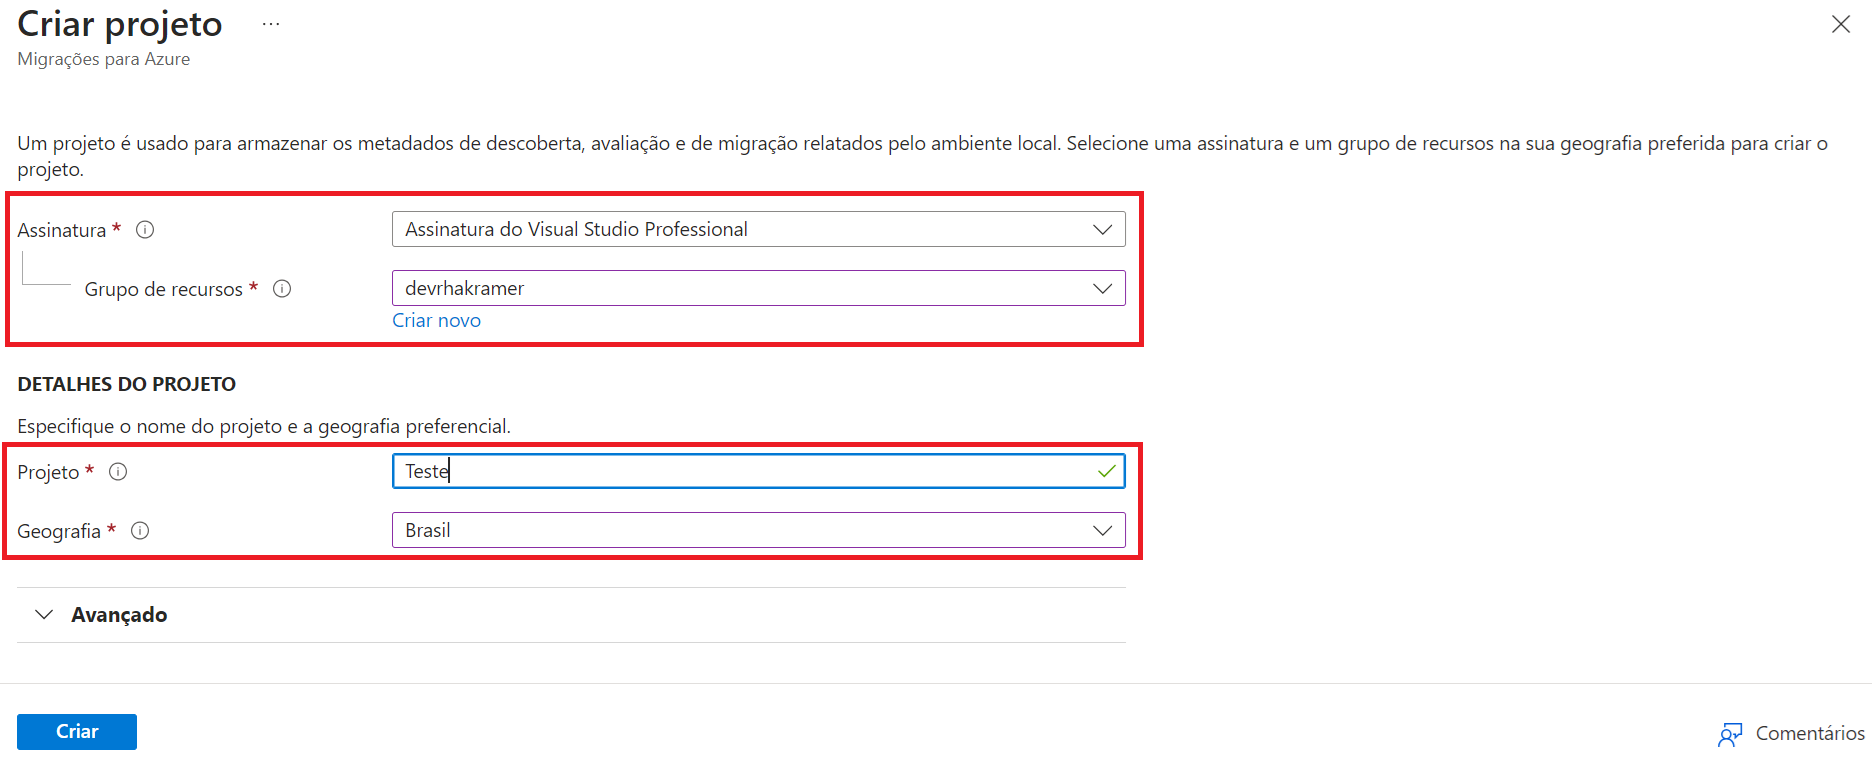 Criar projeto ...
Migrações para Azure
Um projeto é usado para armazenar os metadados de descoberta, avaliação e de migração relatados pelo ambiente local. Selecione uma assinatura e um grupo de recursos na sua geografia preferida para criar o
projeto.
Assinatura *
Assinatura do Visual Studio Professional
Grupo de recursos *
devrhakramer
Criar novo
DETALHES DO PROJETO
Especifique o nome do projeto e a geografia preferencial.
Projeto *
Teste
Geografia *
Brasil
Avançado
Criar
Comentários